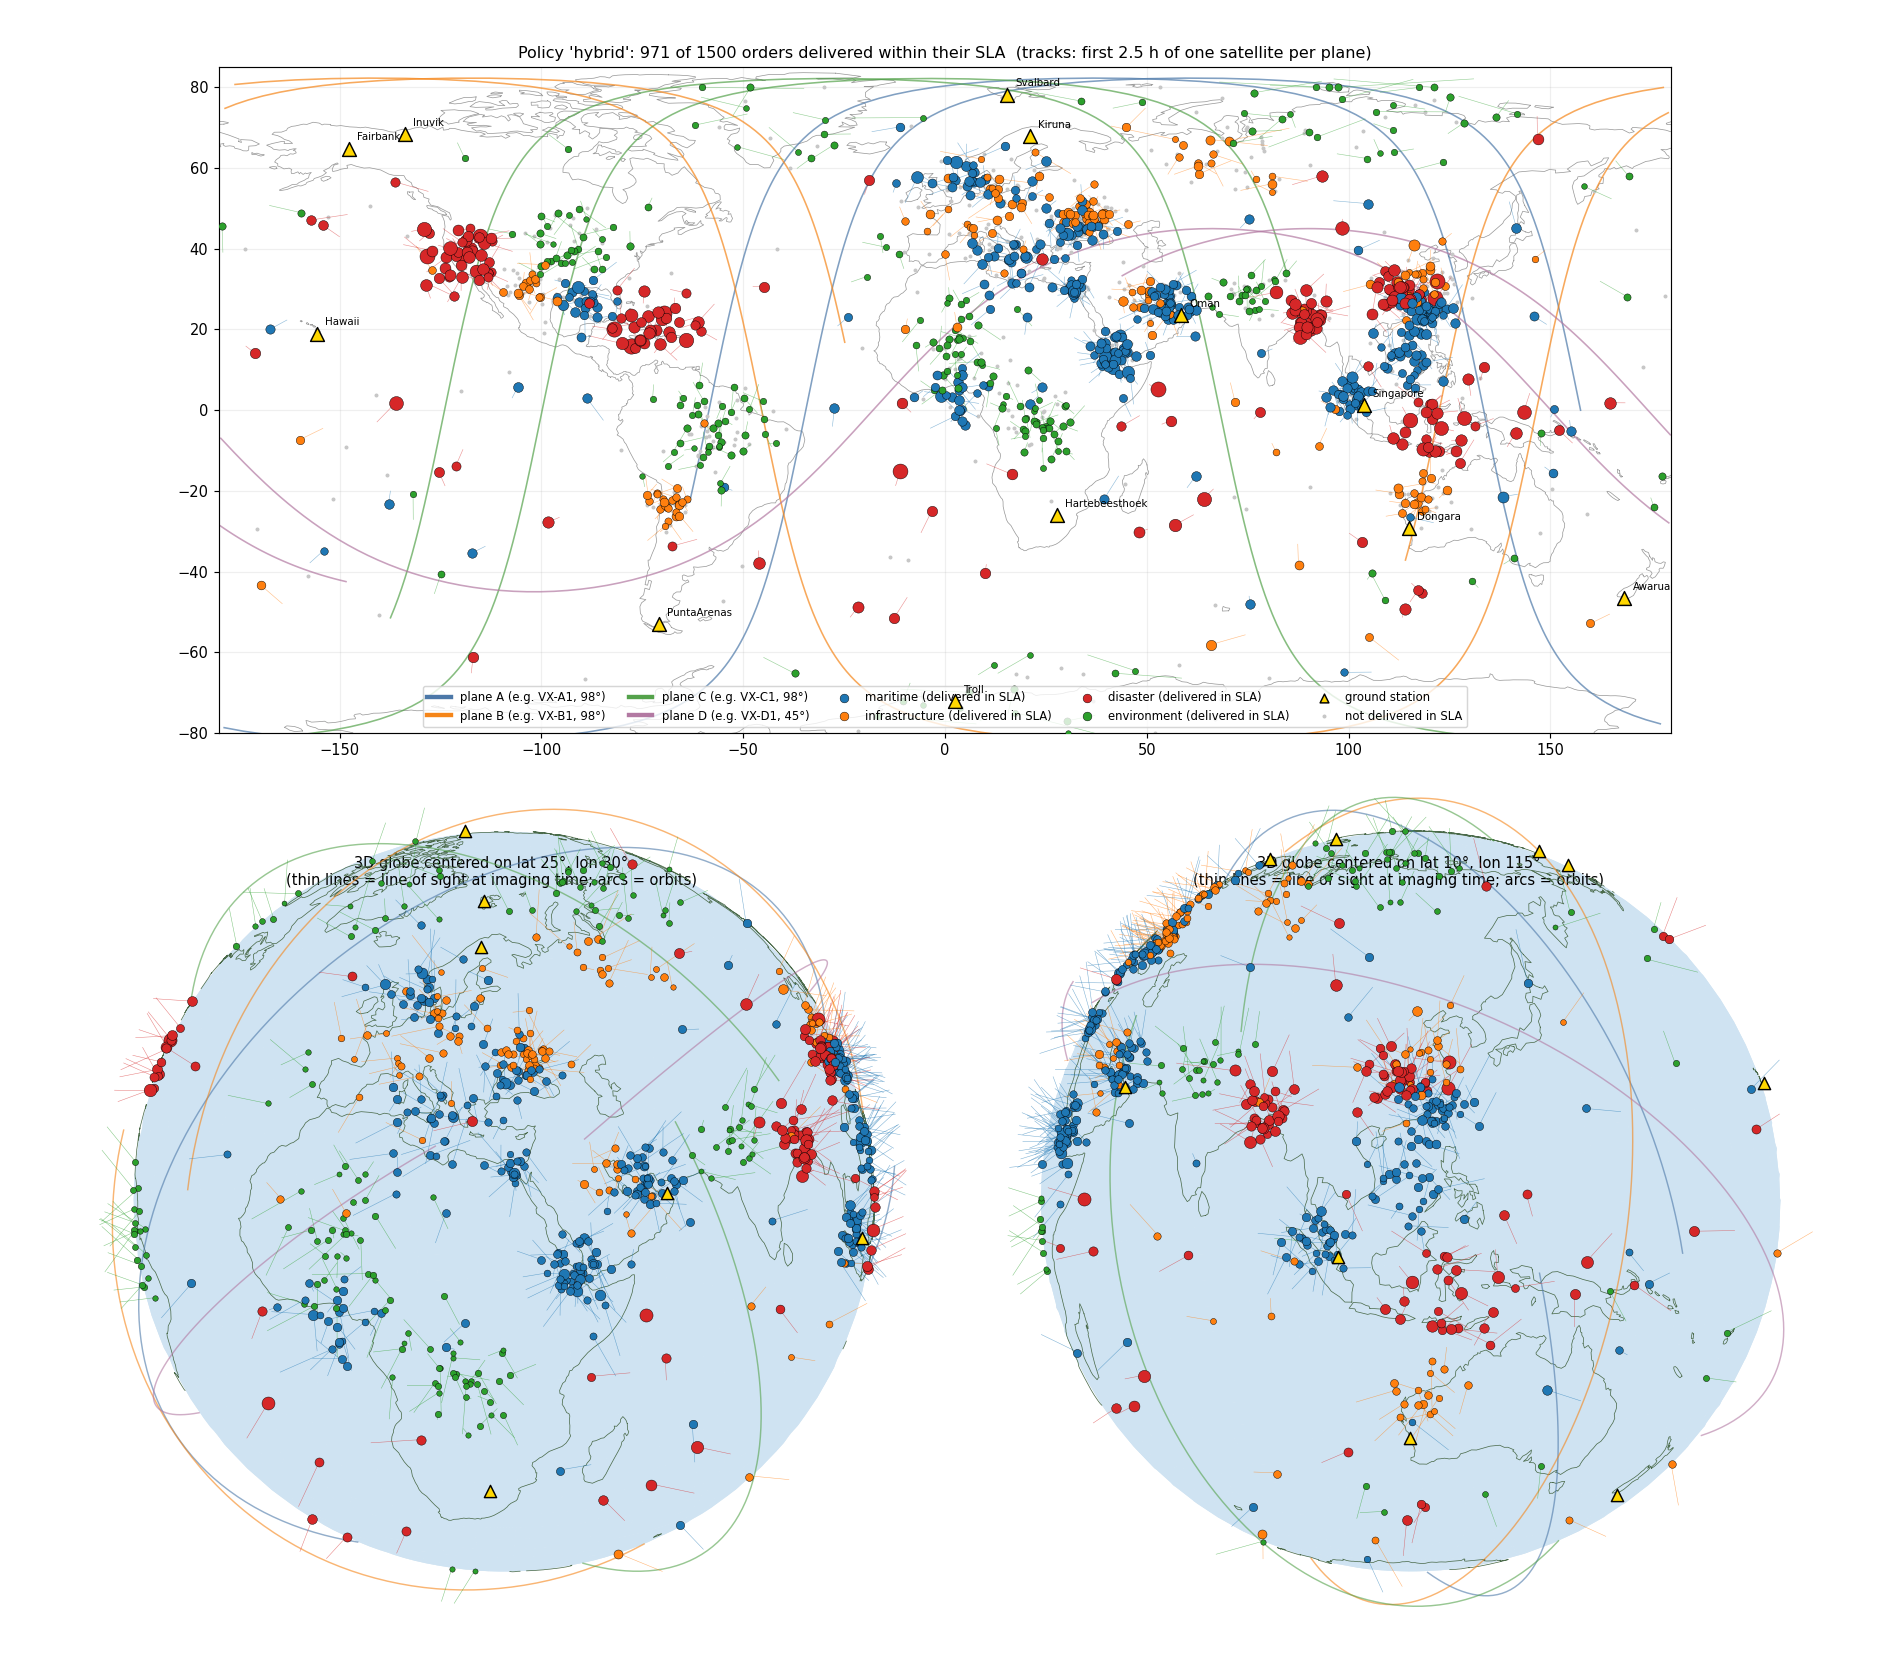 Policy 'hybrid': 971 of 1500 orders delivered within their SLA  (tracks: first 2.5 h of one satellite per plane)
80
60
40
20
0
−20
−40
−60
−80
Svalbard
Inuvik
Kiruna
Fairbank
Oman
Hawaii
Singapore
Hartebeesthoek
Dongara
Awarua
PuntaArenas
Troll
plane A (e.g. VX-A1, 98°)
plane B (e.g. VX-B1, 98°)
plane C (e.g. VX-C1, 98°)
plane D (e.g. VX-D1, 45°)
maritime (delivered in SLA)
infrastructure (delivered in SLA)
disaster (delivered in SLA)
environment (delivered in SLA)
ground station
not delivered in SLA
−150 −100 −50 0 50 100 150
3D globe centered on lat 25°, lon 30°
(thin lines = line of sight at imaging time; arcs = orbits)
3D globe centered on lat 10°, lon 115°
(thin lines = line of sight at imaging time; arcs = orbits)